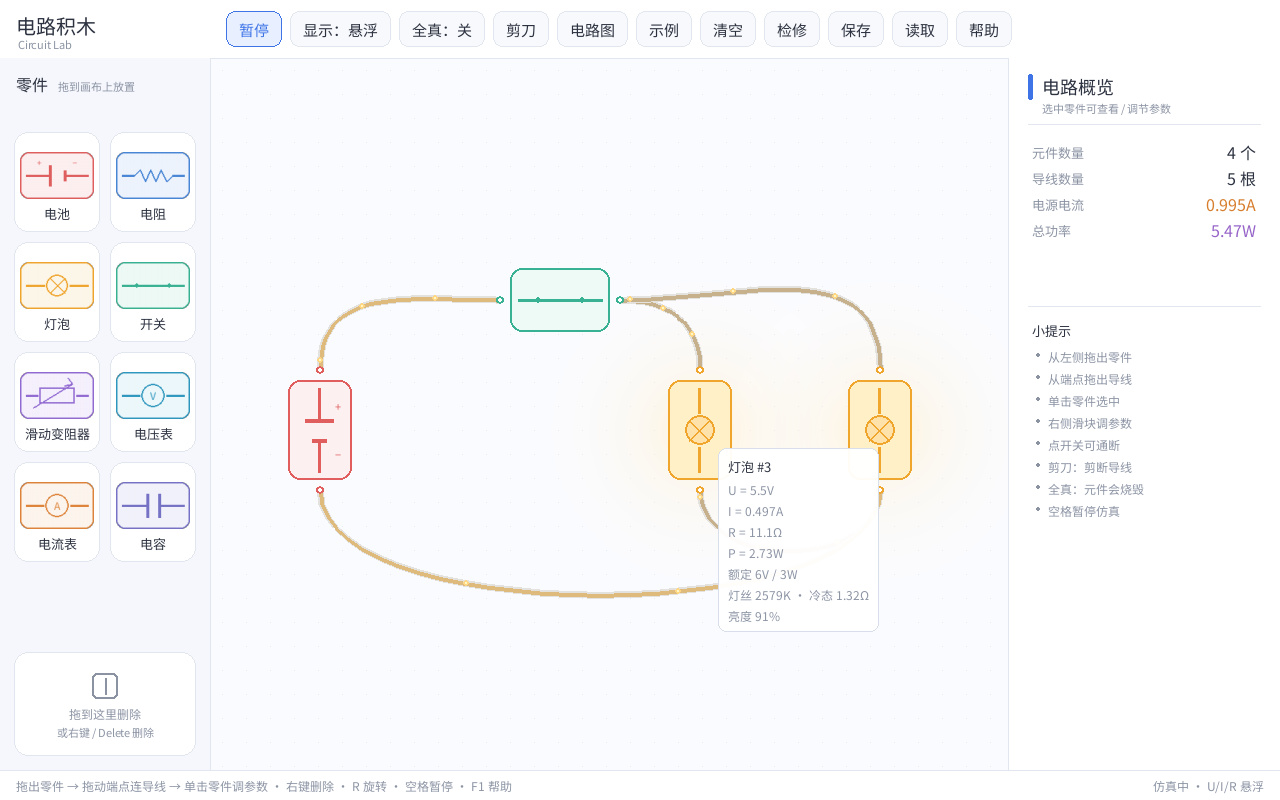 电路积木
Circuit Lab
暂停
显示：悬浮
全真：关
剪刀
电路图
示例
清空
检修
保存
读取
帮助
零件 拖到画布上放置
+ −
电池
电阻
灯泡
开关
滑动变阻器
V
电压表
A
电流表
电容
拖到这里删除
或右键 / Delete 删除
+
−
灯泡 #3
U = 5.5V
I = 0.497A
R = 11.1Ω
P = 2.73W
额定 6V / 3W
灯丝 2579K · 冷态 1.32Ω
亮度 91%
电路概览
选中零件可查看 / 调节参数
元件数量 4 个
导线数量 5 根
电源电流 0.995A
总功率 5.47W
小提示
• 从左侧拖出零件
• 从端点拖出导线
• 单击零件选中
• 右侧滑块调参数
• 点开关可通断
• 剪刀：剪断导线
• 全真：元件会烧毁
• 空格暂停仿真
拖出零件 → 拖动端点连导线 → 单击零件调参数 · 右键删除 · R 旋转 · 空格暂停 · F1 帮助
仿真中 · U/I/R 悬浮